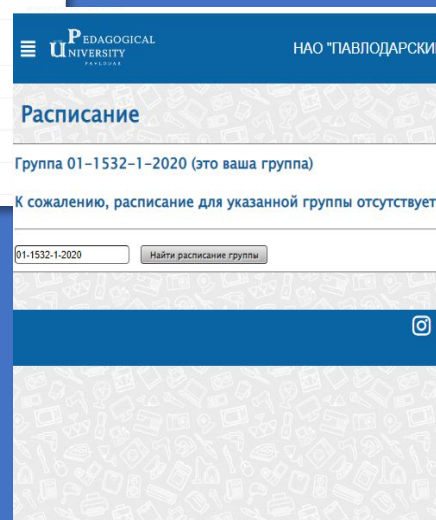 PEDAGOGICAL
UNIVERSITY
PAVLODAR
НАО "ПАВЛОДАРСКИ
Расписание
Группа 01-1532-1-2020 (это ваша группа)
К сожалению, расписание для указанной группы отсутствует
01-1532-1-2020 Найти расписание группы